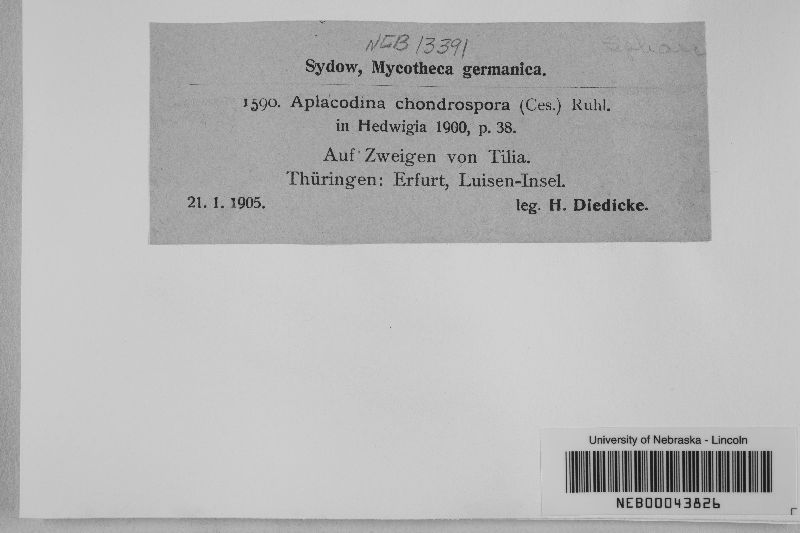 NEB 13391
Sydow, Mycotheca germanica.
1590. Aplacodina chondrospora (Ces.) Ruhl.
in Hedwigia 1900, p. 38.
Auf Zweigen von Tilia.
Thüringen: Erfurt, Luisen-Insel.
21. 1. 1905. leg. H. Diedicke.
University of Nebraska - Lincoln
NEB00043826